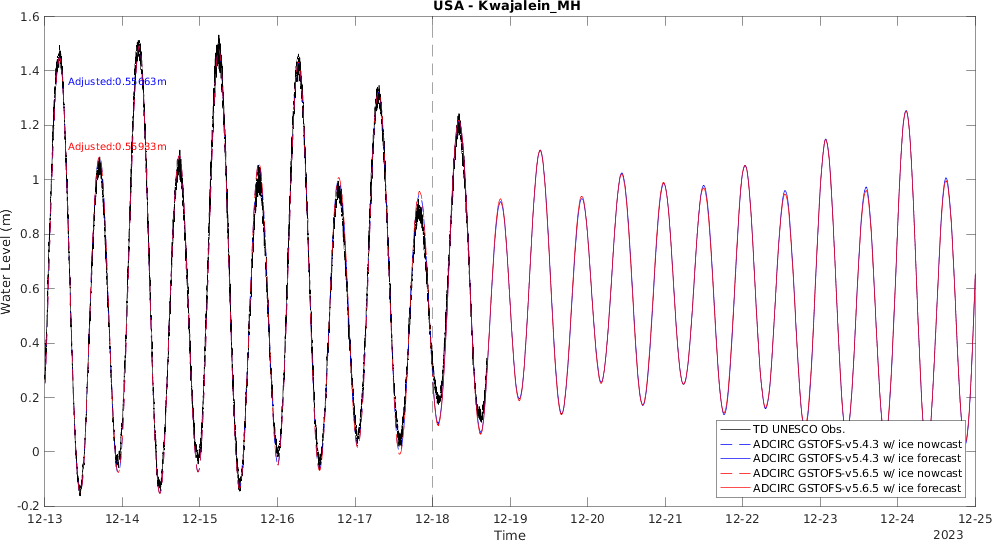 USA - Kwajalein_MH
1.6
1.4
1.2
1
0.8
0.6
0.4
0.2
0
-0.2
Water Level (m)
Adjusted:0.55663m
Adjusted:0.55933m
TD UNESCO Obs.
ADCIRC GSTOFS-v5.4.3 w/ ice nowcast
ADCIRC GSTOFS-v5.4.3 w/ ice forecast
ADCIRC GSTOFS-v5.6.5 w/ ice nowcast
ADCIRC GSTOFS-v5.6.5 w/ ice forecast
12-13 12-14 12-15 12-16 12-17 12-18 12-19 12-20 12-21 12-22 12-23 12-24 12-25
Time
2023